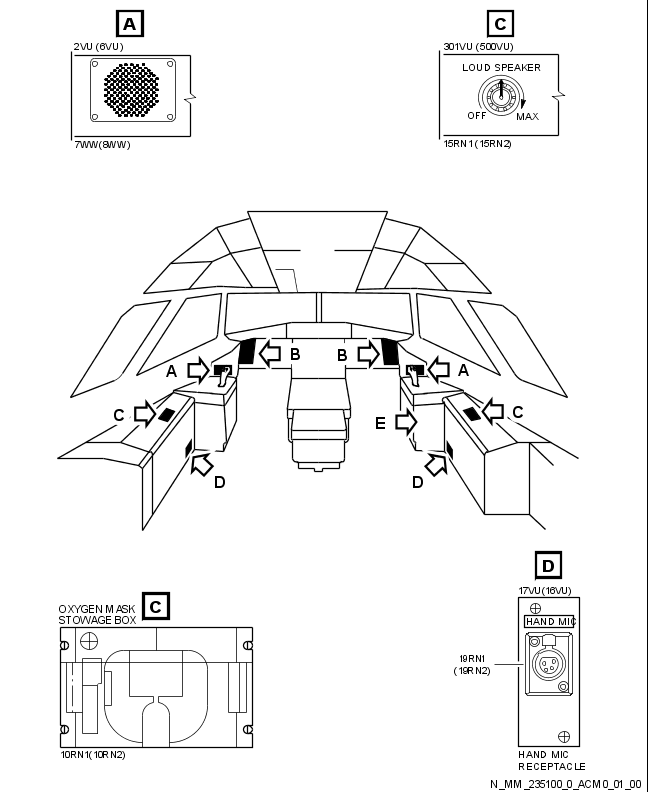 A
C
2VU (6VU)
301VU (500VU)
LOUD SPEAKER
OFF
MAX
7WW(8WW)
15RN1 (15RN2)
B
B
A
A
C
C
E
D
D
D
C
OXYGEN MASK
STOWAGE BOX
17VU(16VU)
HAND MIC
19RN1
(19RN2)
10RN1(10RN2)
HAND MIC
RECEPTACLE
N_MM_235100_0_ACM0_01_00